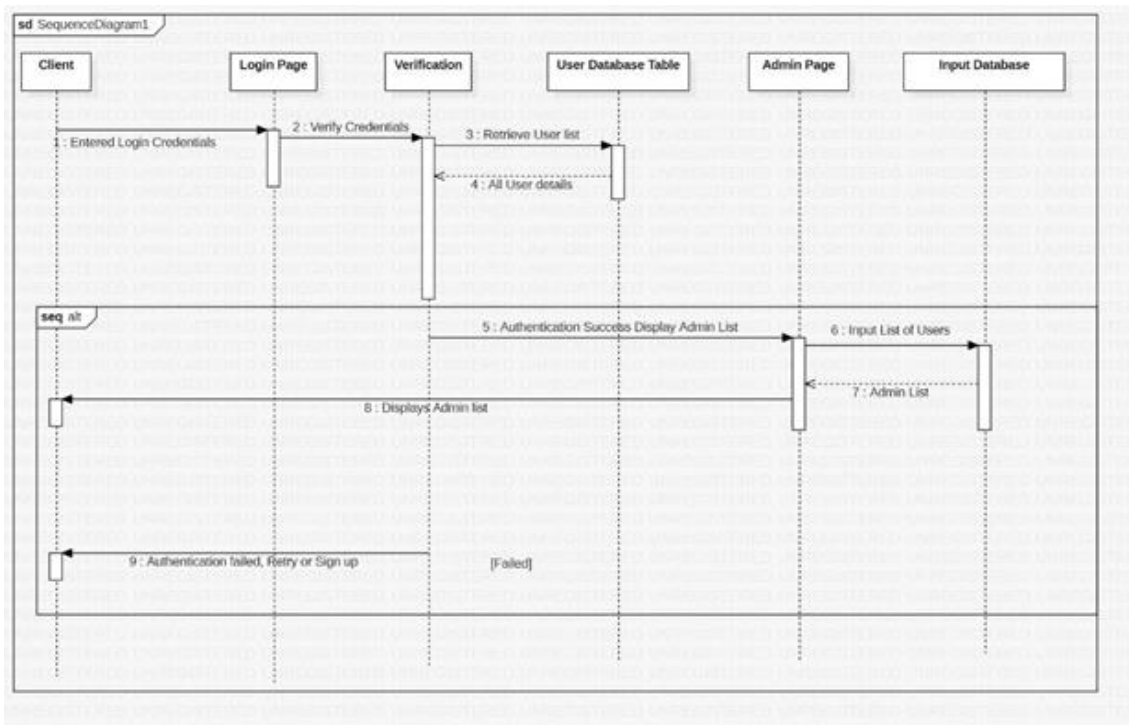 sd SequenceDiagram1
Client
Login Page
Verification
User Database Table
Admin Page
Input Database
1 : Entered Login Credentials
2 : Verify Credentials
3 : Retrieve User list
4 : All User details
seq alt
5 : Authentication Success Display Admin List
6 : Input List of Users
7 : Admin List
8 : Displays Admin list
9 : Authentication failed, Retry or Sign up
[Failed]